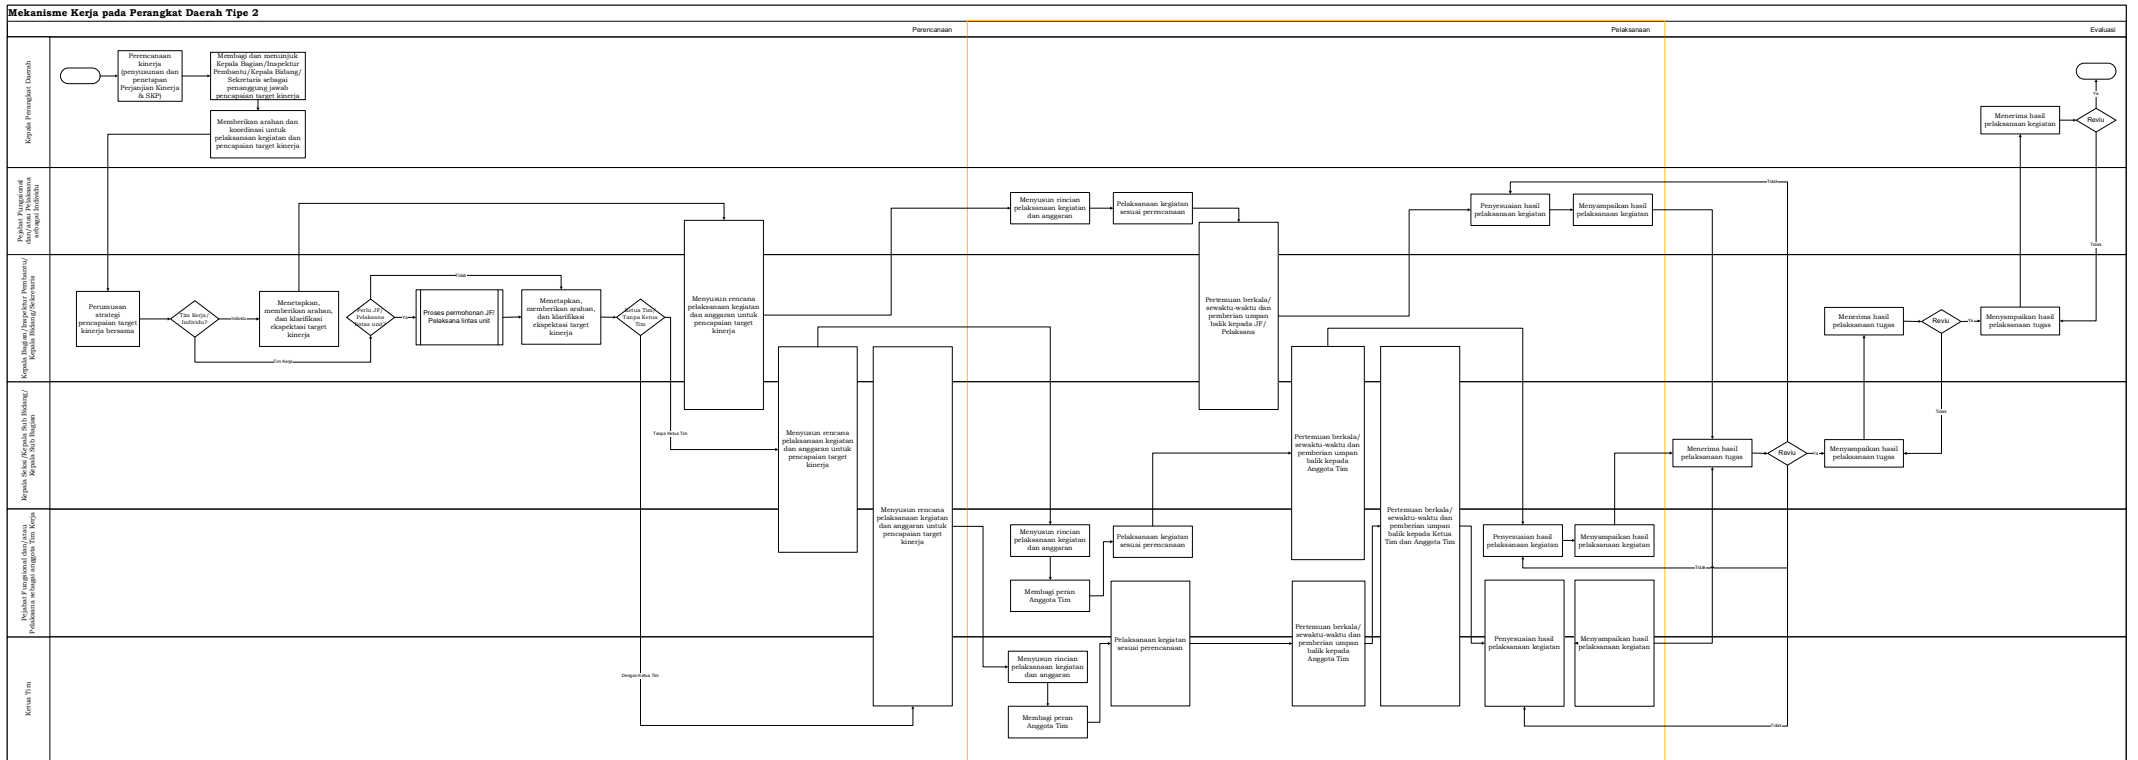 Mekanisme Kerja pada Perangkat Daerah Tipe 2
Perencanaan
Pelaksanaan
Evaluasi
Kepala Perangkat Daerah
Perencanaan
kinerja
(penyusunan dan
penetapan
Perjanjian Kinerja
& SKP)
Membagi dan menunjuk
Kepala Bagian/Inspektur
Pembantu/Kepala Bidang/
Sekretaris sebagai
penanggung jawab
pencapaian target kinerja
Memberikan arahan dan
koordinasi untuk
pelaksanaan kegiatan dan
pencapaian target kinerja
Menerima hasil
pelaksanaan kegiatan
Reviu
Ya
Tidak
Pejabat Fungsional
dan/atau Pelaksana
sebagai Individu
Menyusun rincian
pelaksanaan kegiatan
dan anggaran
Pelaksanaan kegiatan
sesuai perencanaan
Penyesuaian hasil
pelaksanaan kegiatan
Menyampaikan hasil
pelaksanaan kegiatan
Tidak
Kepala Bagian/Inspektur Pembantu/
Kepala Bidang/Sekretaris
Perumusan
strategi
pencapaian target
kinerja bersama
Tim Kerja/
Individu?
Individu
Tim Kerja
Menetapkan,
memberikan arahan,
dan klarifikasi
ekspektasi target
kinerja
Perlu JF/
Pelaksana
lintas unit?
Tidak
Ya
Proses permohonan JF/
Pelaksana lintas unit
Menetapkan,
memberikan arahan,
dan klarifikasi
ekspektasi target
kinerja
Ketua Tim/
Tanpa Ketua
Tim
Tanpa Ketua Tim
Dengan Ketua Tim
Menyusun rencana
pelaksanaan kegiatan
dan anggaran untuk
pencapaian target
kinerja
Pertemuan berkala/
sewaktu-waktu dan
pemberian umpan
balik kepada JF/
Pelaksana
Menerima hasil
pelaksanaan tugas
Reviu
Ya
Tidak
Menyampaikan hasil
pelaksanaan tugas
Kepala Seksi/Kepala Sub Bidang/
Kepala Sub Bagian
Menyusun rencana
pelaksanaan kegiatan
dan anggaran untuk
pencapaian target
kinerja
Pertemuan berkala/
sewaktu-waktu dan
pemberian umpan
balik kepada
Anggota Tim
Menerima hasil
pelaksanaan tugas
Reviu
Ya
Menyampaikan hasil
pelaksanaan tugas
Pejabat Fungsional dan/atau
Pelaksana sebagai anggota Tim Kerja
Menyusun rencana
pelaksanaan kegiatan
dan anggaran untuk
pencapaian target
kinerja
Menyusun rincian
pelaksanaan kegiatan
dan anggaran
Pelaksanaan kegiatan
sesuai perencanaan
Membagi peran
Anggota Tim
Pertemuan berkala/
sewaktu-waktu dan
pemberian umpan
balik kepada Ketua
Tim dan Anggota Tim
Penyesuaian hasil
pelaksanaan kegiatan
Menyampaikan hasil
pelaksanaan kegiatan
Tidak
Ketua Tim
Menyusun rincian
pelaksanaan kegiatan
dan anggaran
Membagi peran
Anggota Tim
Pelaksanaan kegiatan
sesuai perencanaan
Pertemuan berkala/
sewaktu-waktu dan
pemberian umpan
balik kepada
Anggota Tim
Penyesuaian hasil
pelaksanaan kegiatan
Menyampaikan hasil
pelaksanaan kegiatan
Tidak